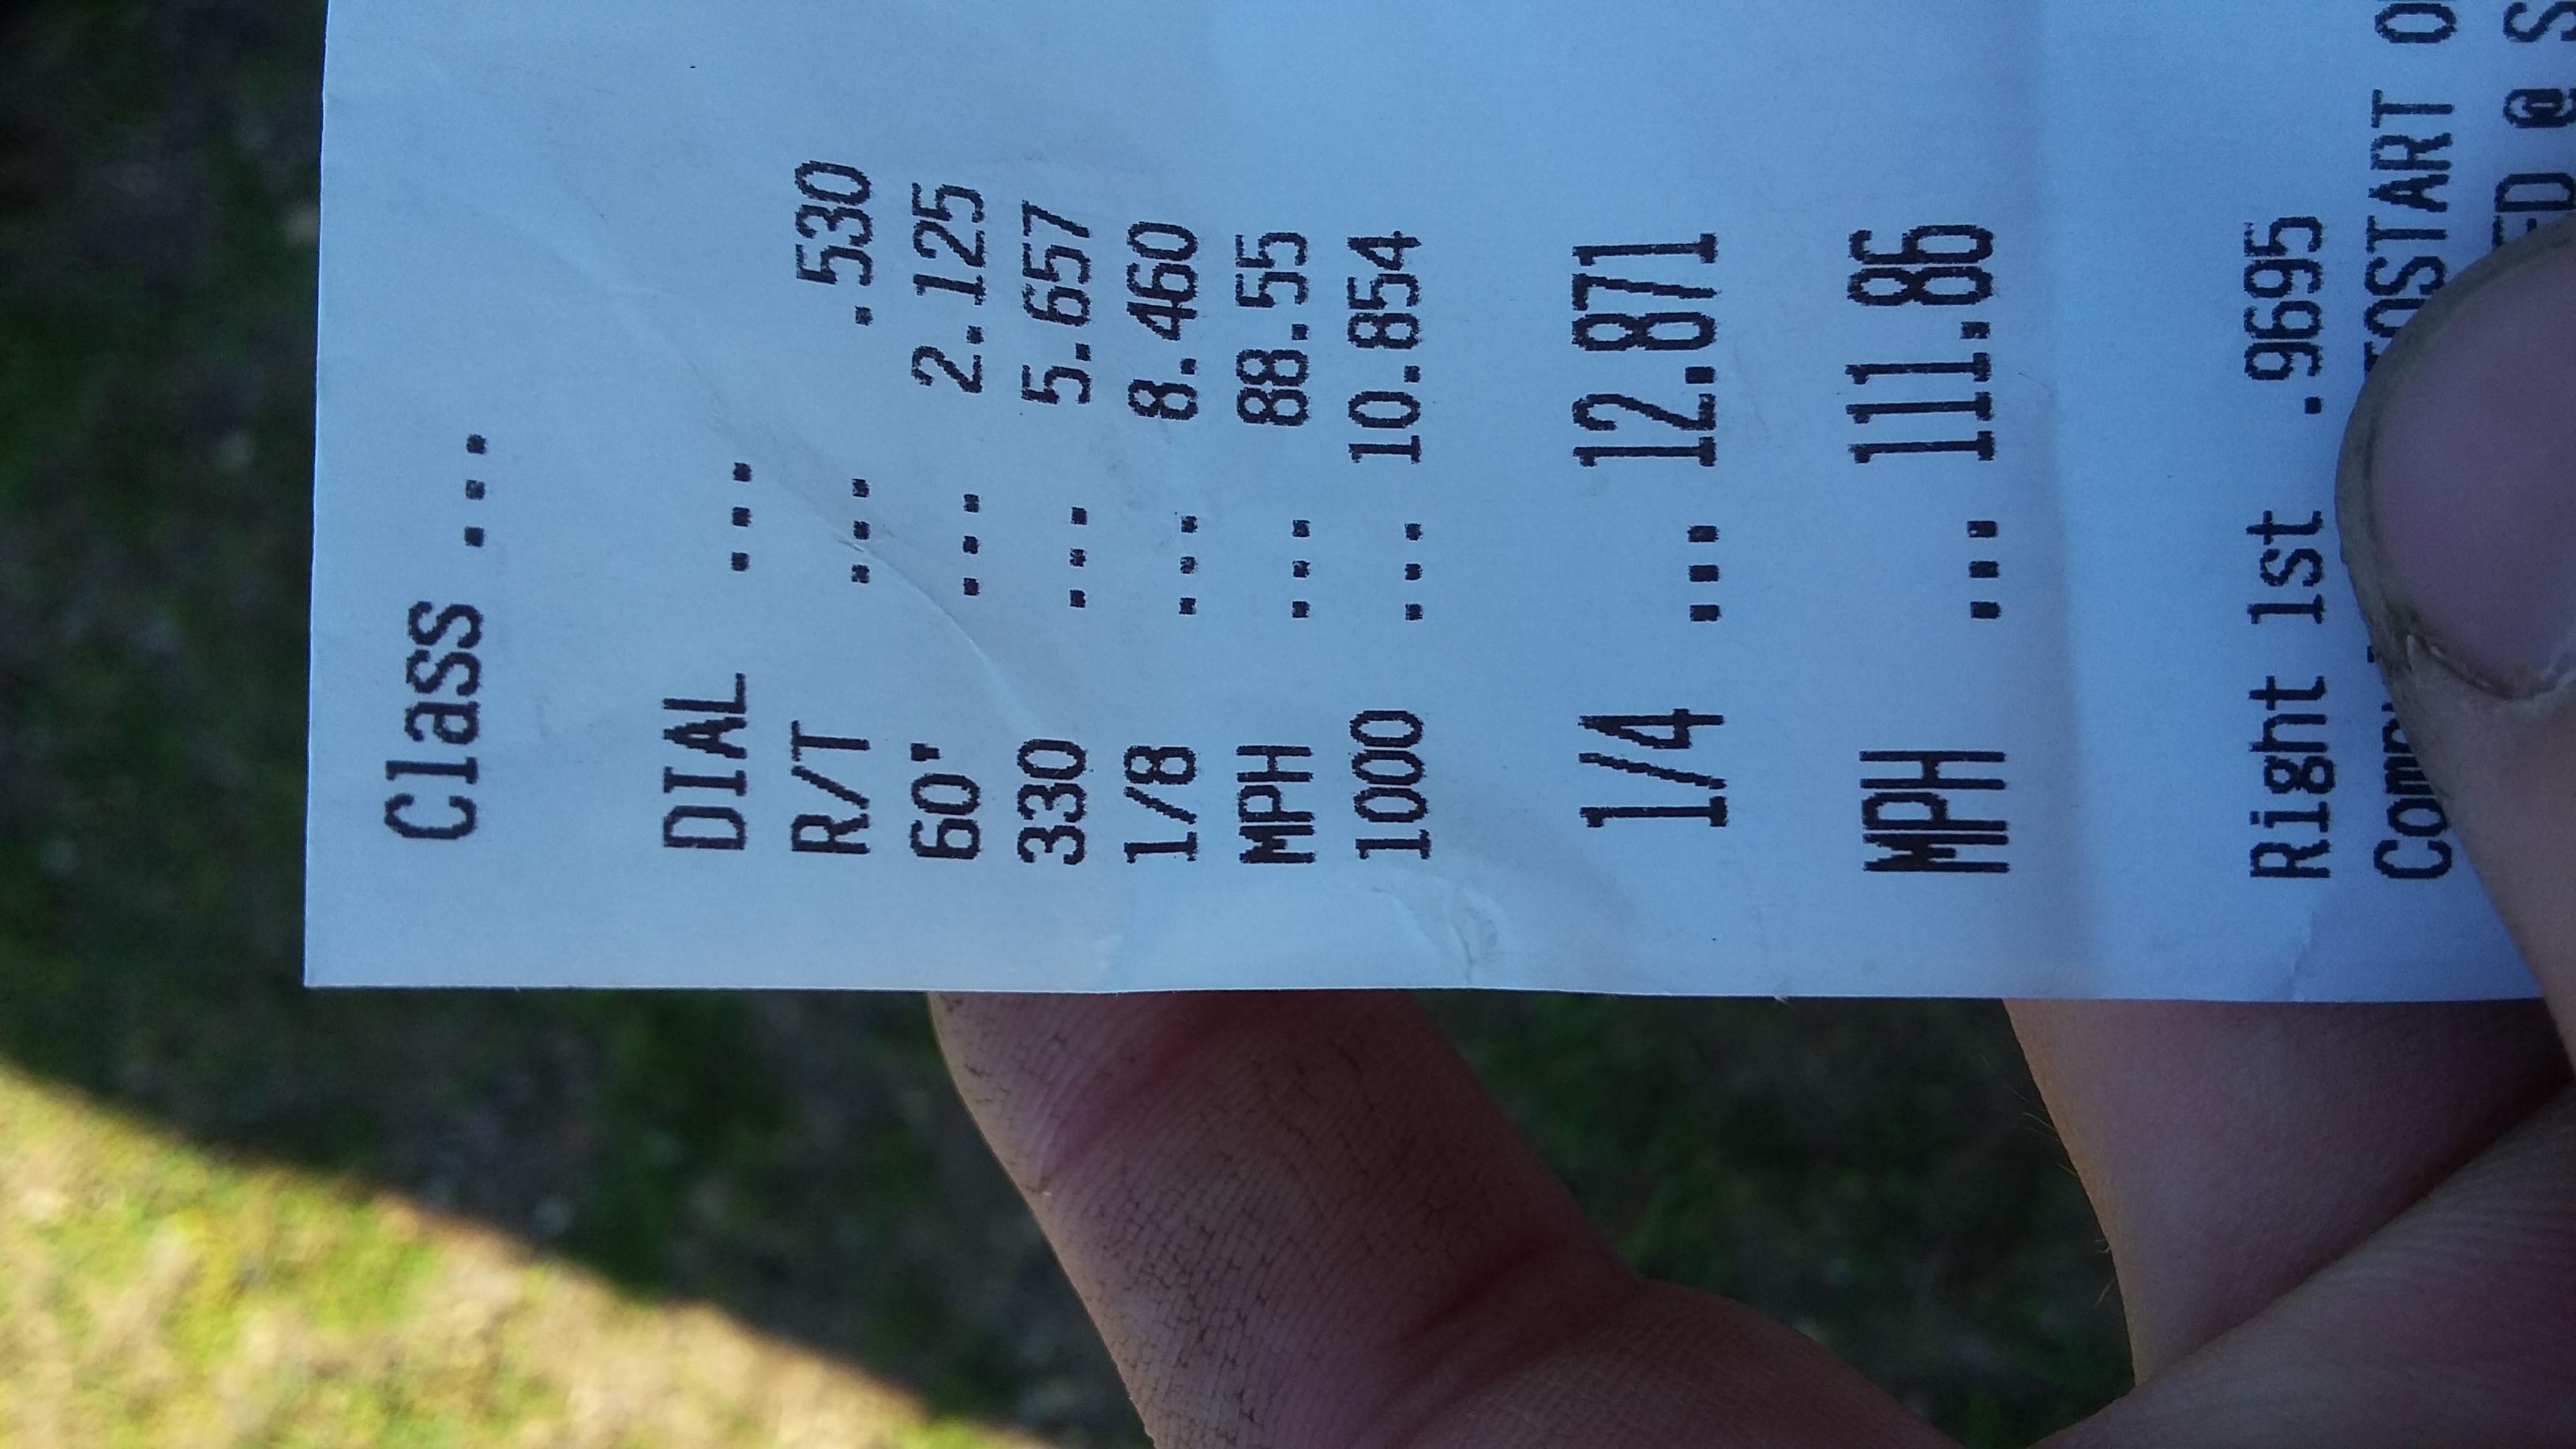 Class ...
DIAL ...
R/T ... .530
60' ... 2.125
330 ... 5.657
1/8 ... 8.460
MPH ... 88.55
1000 ... 10.854
1/4 ... 12.871
MPH ... 111.86
Right 1st .9695